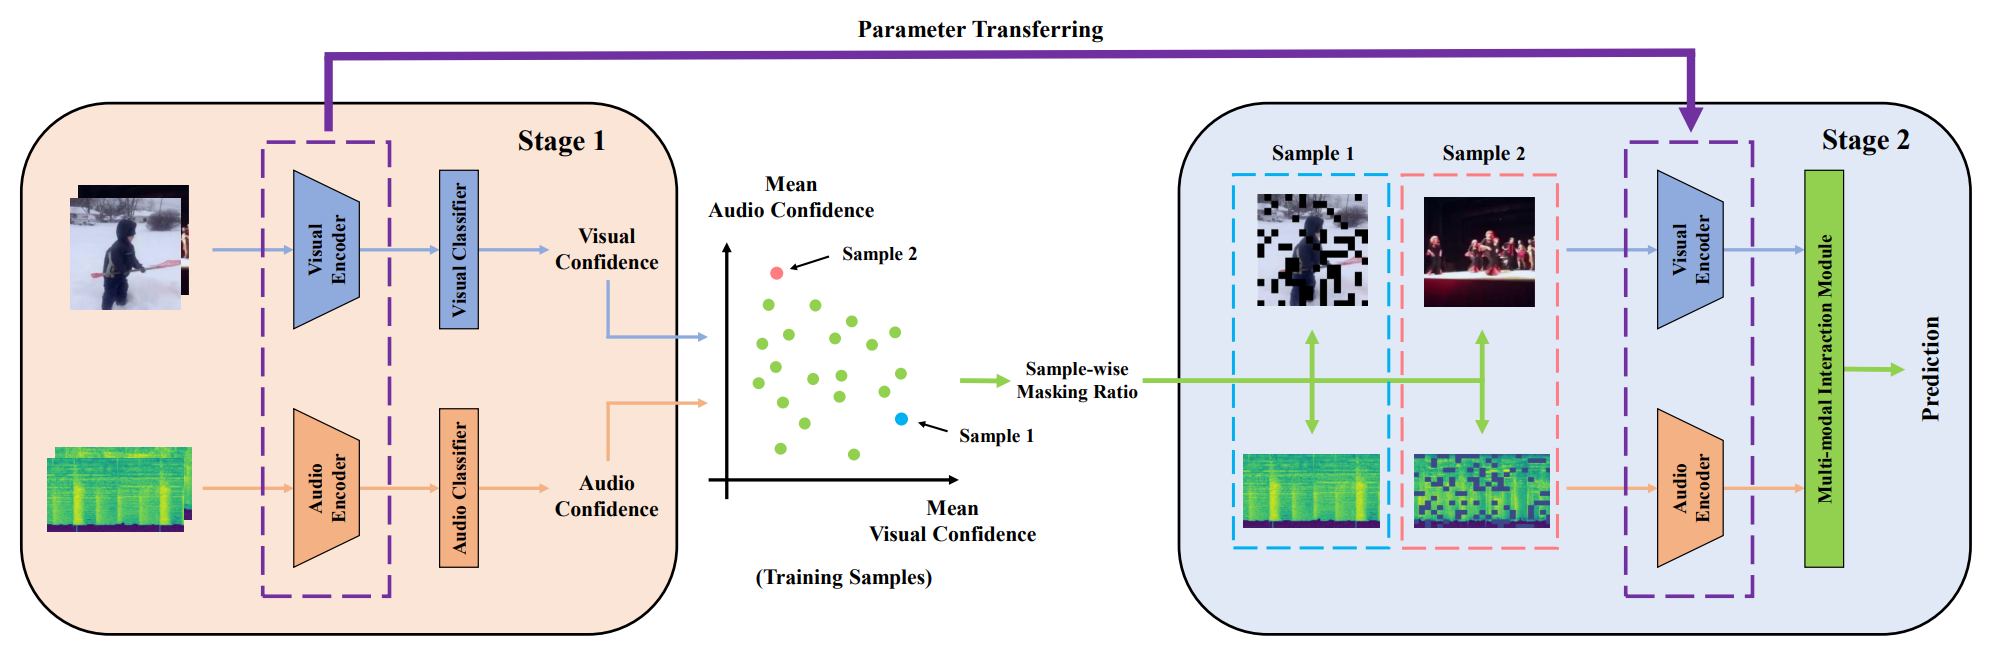 Parameter Transferring
Stage 1
Visual
Encoder
Visual Classifier
Visual
Confidence
Audio
Encoder
Audio Classifier
Audio
Confidence
Mean
Audio Confidence
Sample 2
Sample 1
Mean
Visual Confidence
(Training Samples)
Sample-wise
Masking Ratio
Stage 2
Sample 1
Sample 2
Visual
Encoder
Audio
Encoder
Multi-modal Interaction Module
Prediction